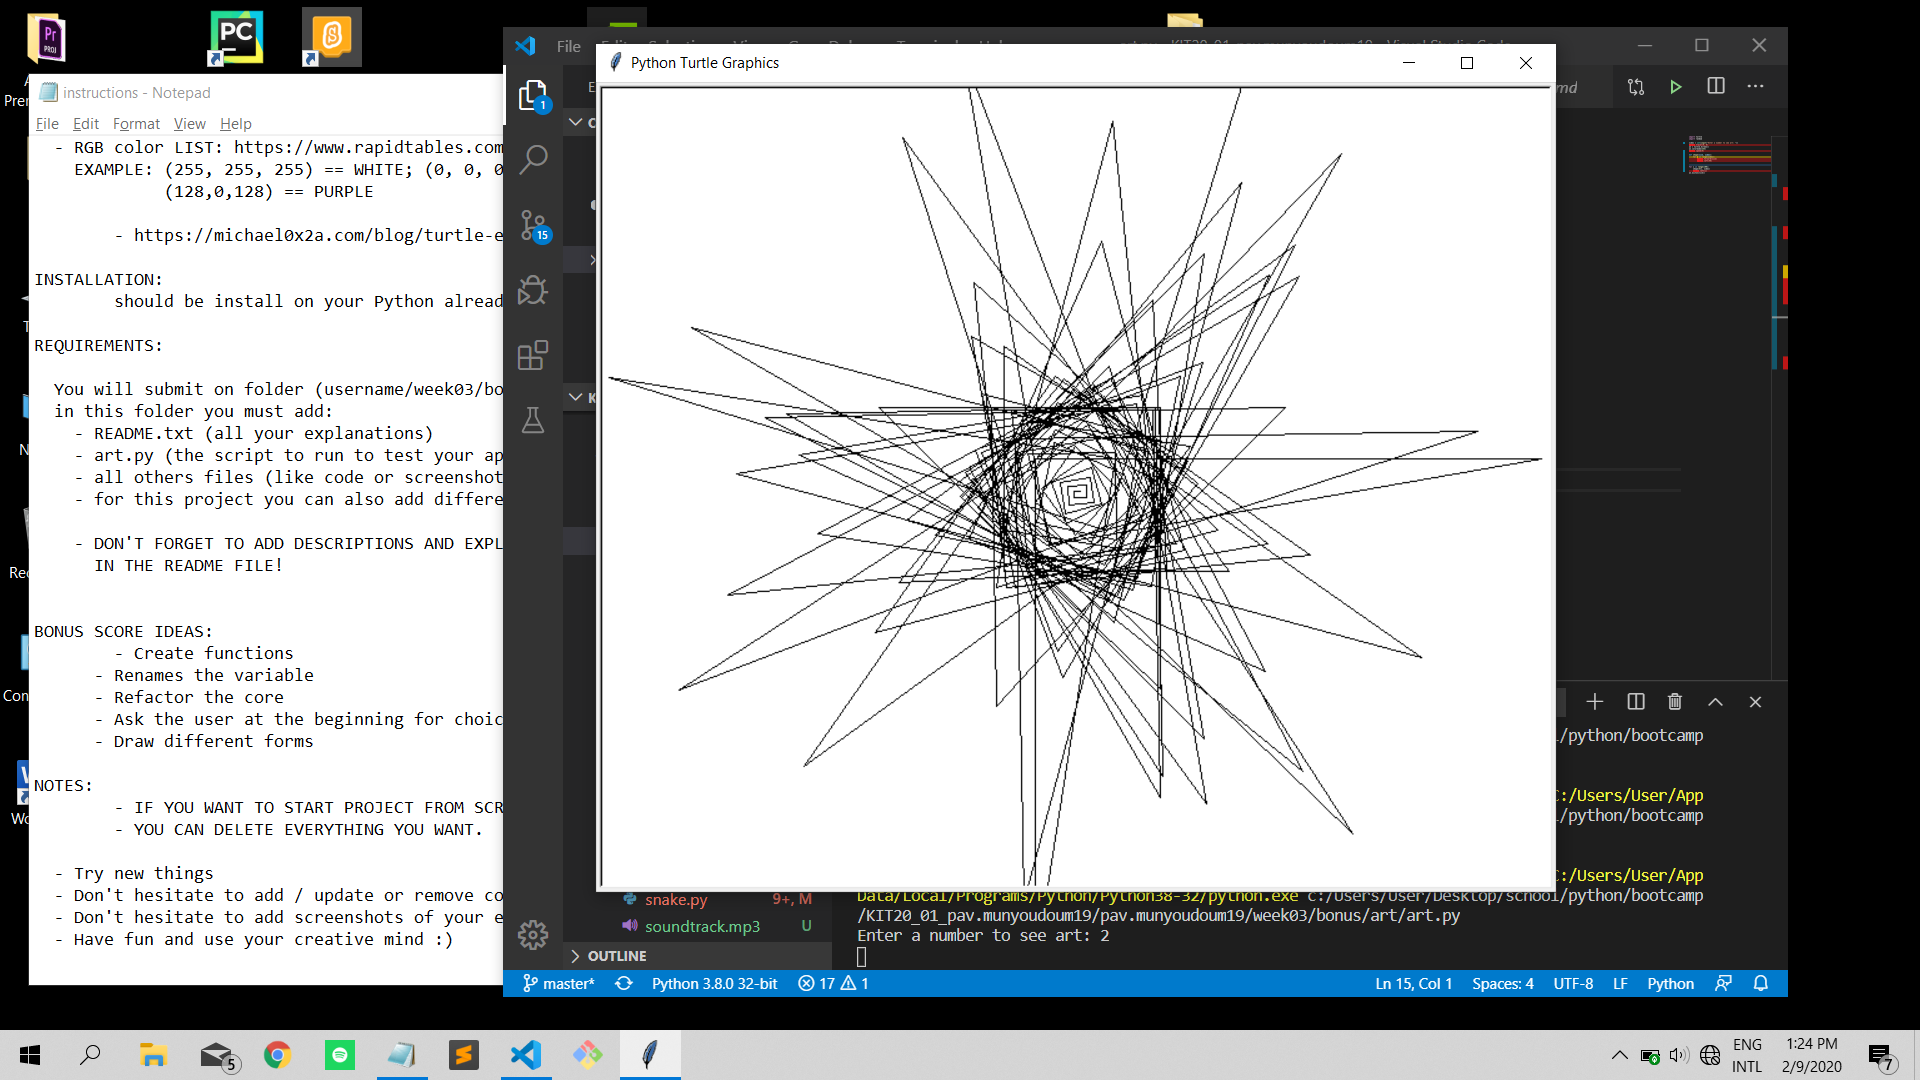 instructions - Notepad
File Edit Format View Help
- RGB color LIST: https://www.rapidtables.com
EXAMPLE: (255, 255, 255) == WHITE; (0, 0, 0
(128,0,128) == PURPLE
- https://michael0x2a.com/blog/turtle-e
INSTALLATION:
should be install on your Python alread
REQUIREMENTS:
You will submit on folder (username/week03/bo
in this folder you must add:
- README.txt (all your explanations)
- art.py (the script to run to test your ap
- all others files (like code or screenshot
- for this project you can also add differe
- DON'T FORGET TO ADD DESCRIPTIONS AND EXPL
IN THE README FILE!
BONUS SCORE IDEAS:
- Create functions
- Renames the variable
- Refactor the core
- Ask the user at the beginning for choic
- Draw different forms
NOTES:
- IF YOU WANT TO START PROJECT FROM SCR
- YOU CAN DELETE EVERYTHING YOU WANT.
- Try new things
- Don't hesitate to add / update or remove co
- Don't hesitate to add screenshots of your e
- Have fun and use your creative mind :)
File
Python Turtle Graphics
md
1
15
/python/bootcamp
:/Users/User/App
/python/bootcamp
:/Users/User/App
Data/Local/Programs/Python/Python38-32/python.exe c:/Users/User/Desktop/school/python/bootcamp
/KIT20_01_pav.munyoudoum19/pav.munyoudoum19/week03/bonus/art/art.py
Enter a number to see art: 2
snake.py 9+, M
soundtrack.mp3 U
OUTLINE
master* Python 3.8.0 32-bit 17 1 Ln 15, Col 1 Spaces: 4 UTF-8 LF Python
Pr
PROJ
PC
5
ENG
INTL
1:24 PM
2/9/2020
7